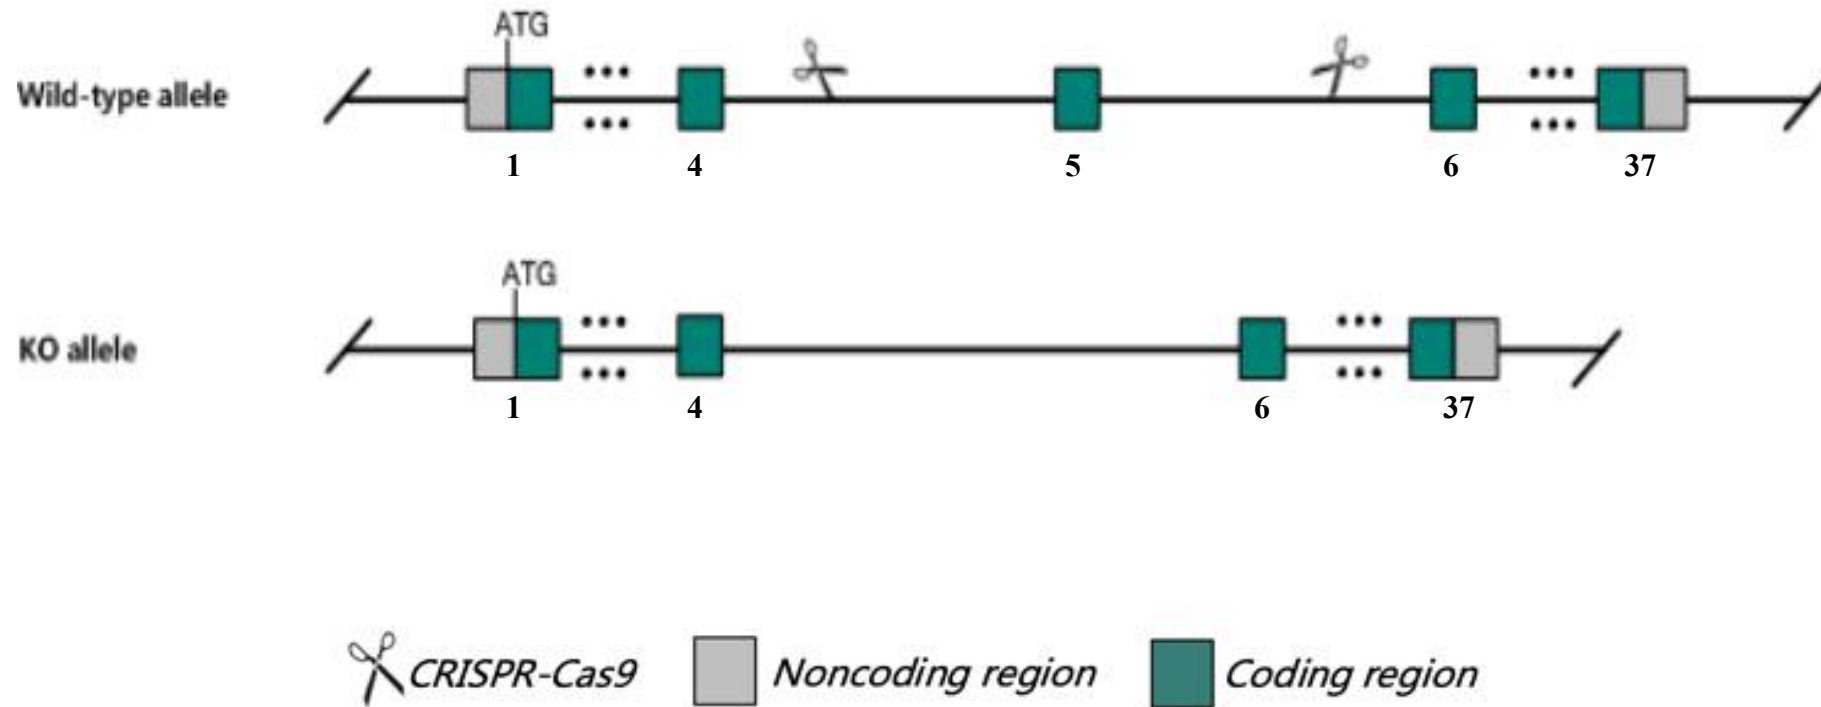 ATG
Wild-type allele
1 4 5 6 37
ATG
KO allele
1 4 6 37
CRISPR-Cas9 Noncoding region Coding region